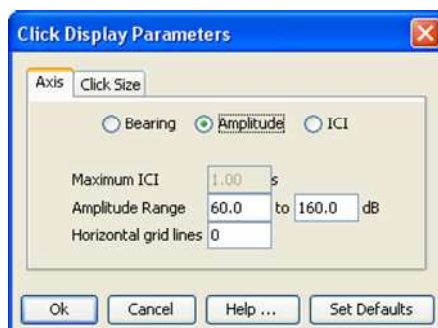 Click Display Parameters
Axis Click Size
Bearing Amplitude ICI
Maximum ICI 1.00 s
Amplitude Range 60.0 to 160.0 dB
Horizontal grid lines 0
Ok Cancel Help ... Set Defaults